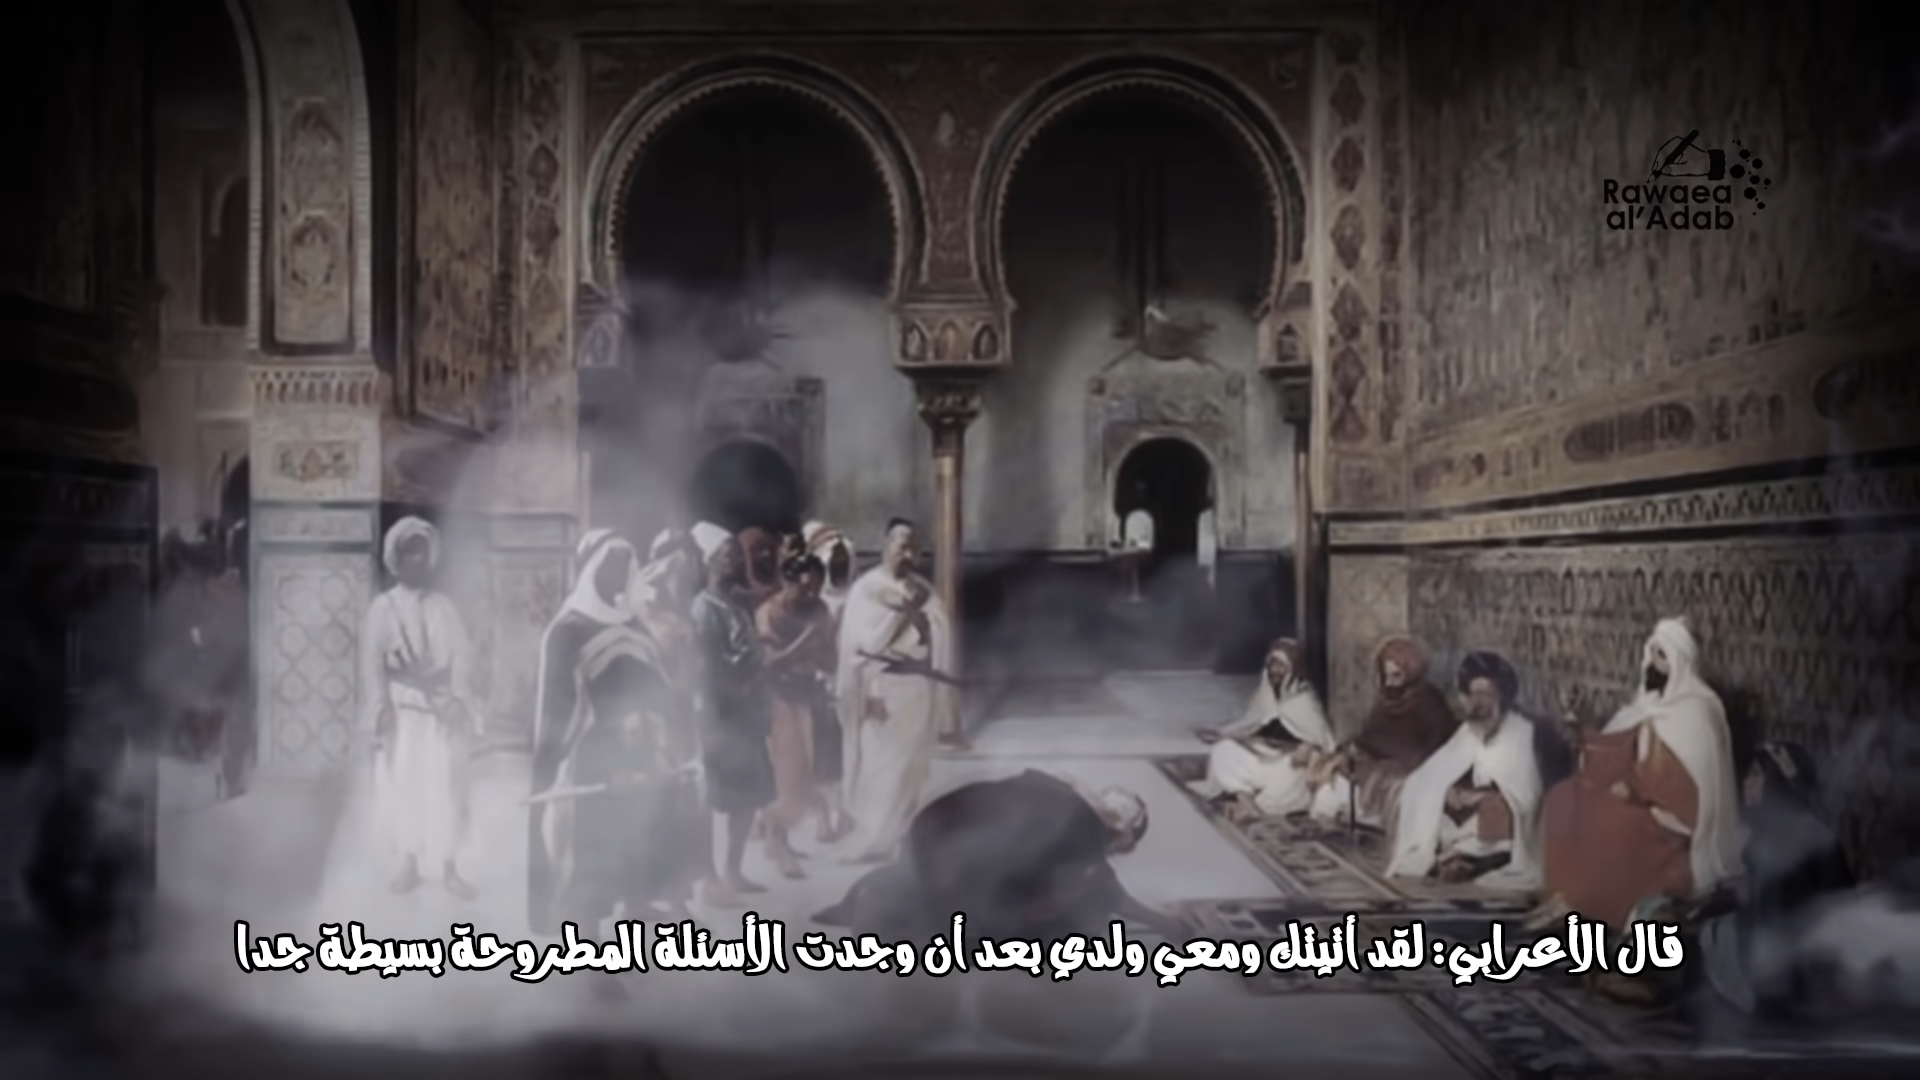 Rawaea
al'Adab
قال الأعرابي: لقد أتيتك ومعي ولدي بعد أن وجدت الأسئلة المطروحة بسيطة جدا